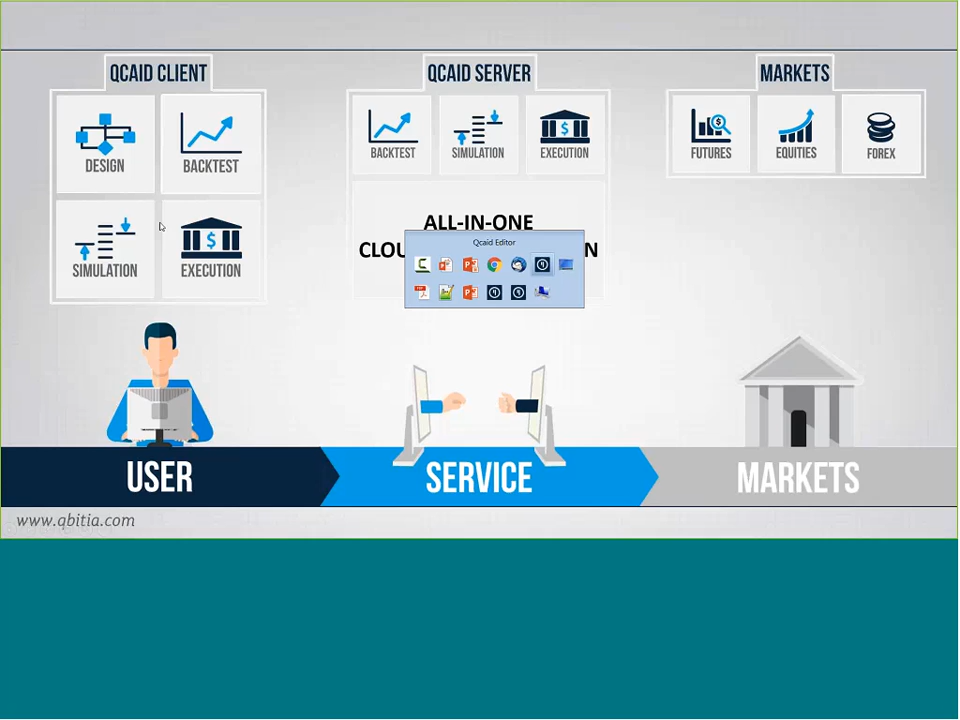 QCAID CLIENT
QCAID SERVER
MARKETS
DESIGN
BACKTEST
SIMULATION
EXECUTION
BACKTEST
SIMULATION
EXECUTION
FUTURES
EQUITIES
FOREX
ALL-IN-ONE
CLOU
N
Qcaid Editor
USER
SERVICE
MARKETS
www.qbitia.com